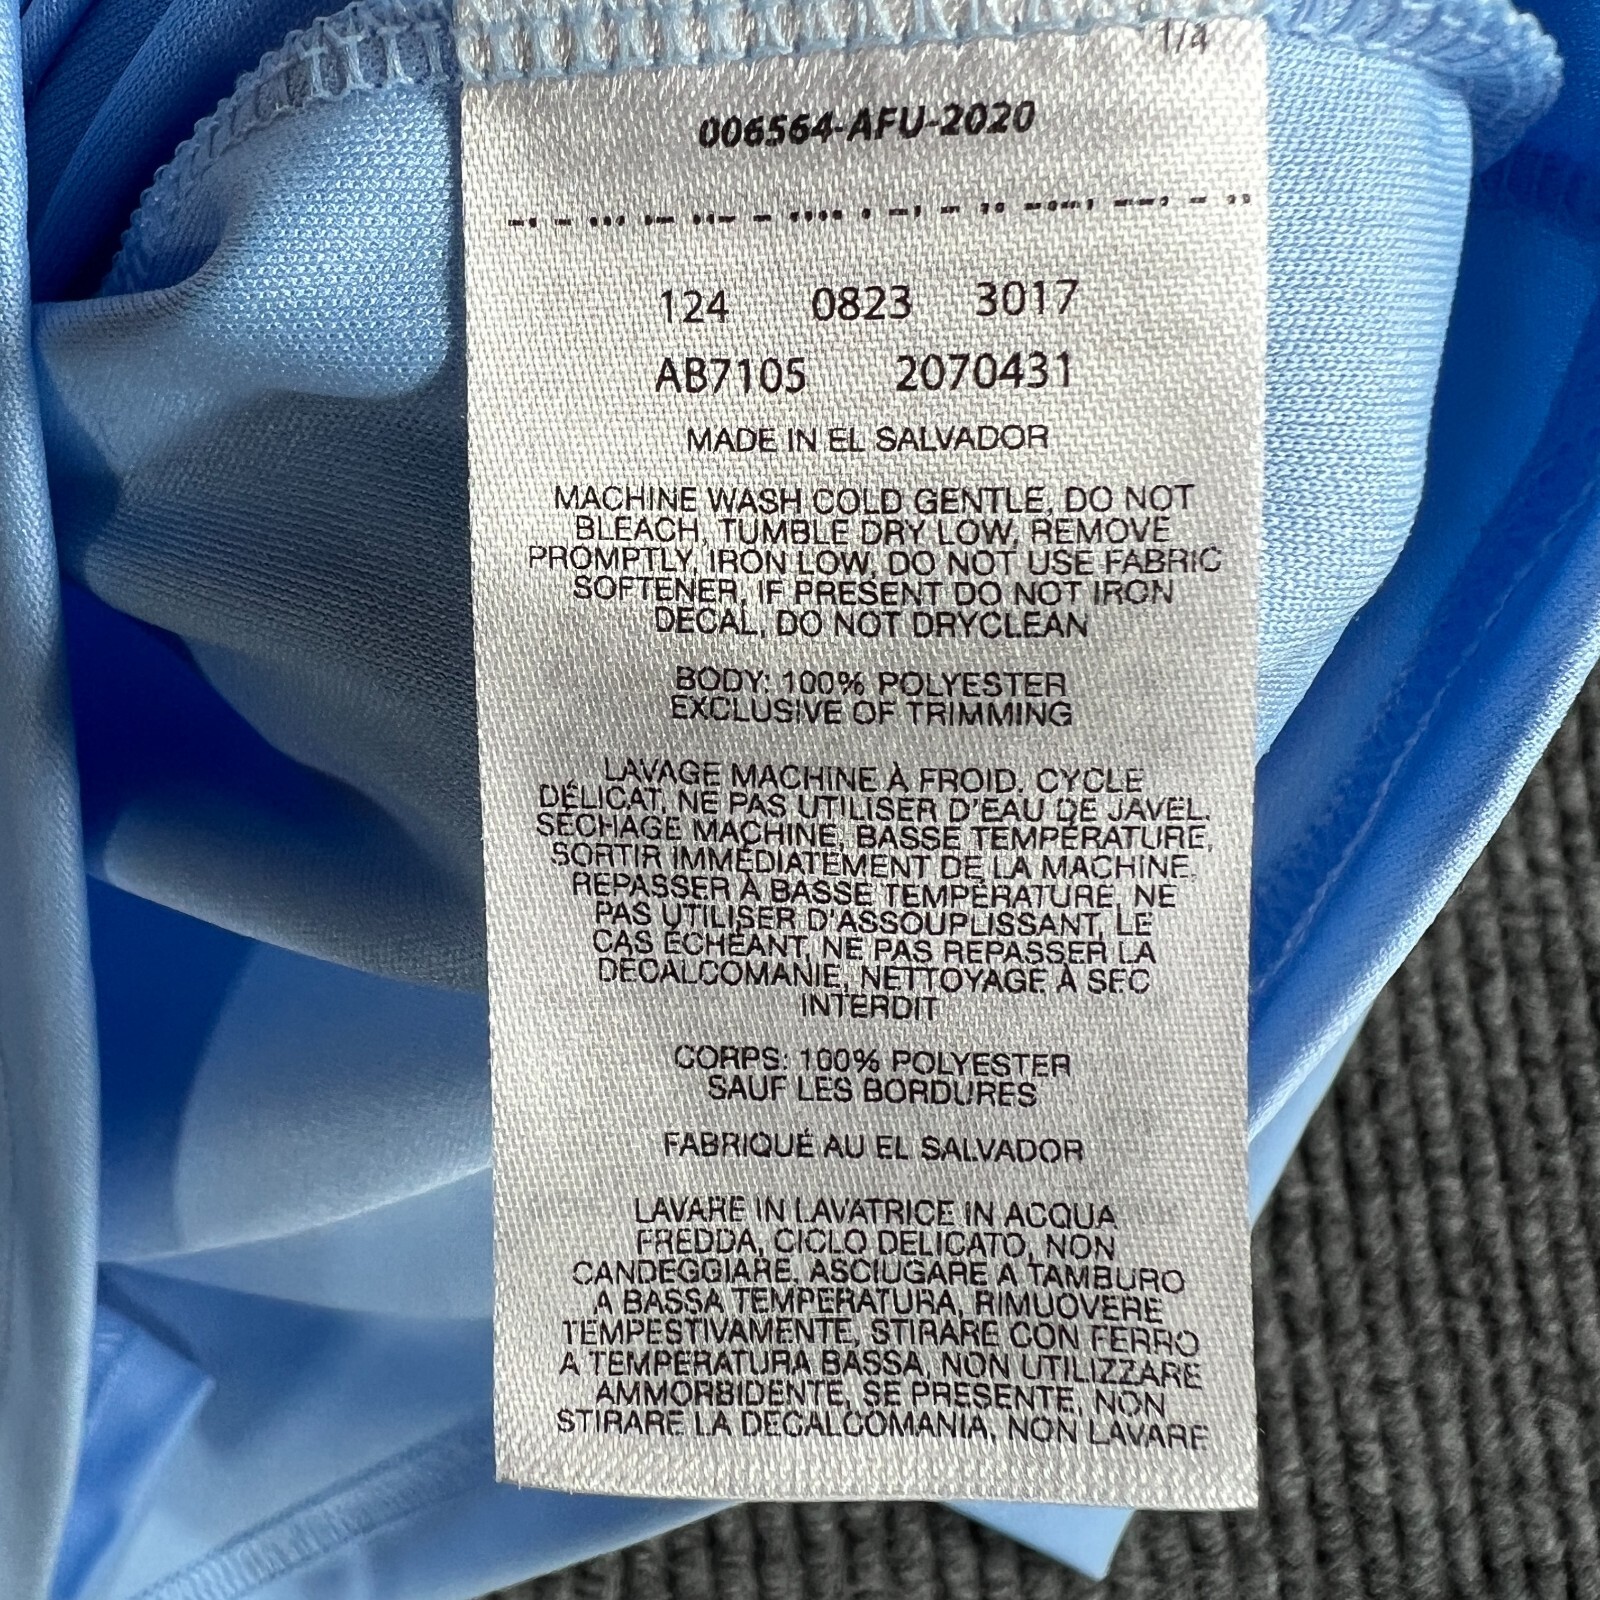 1/4
006564-AFU-2020
124 0823 3017
AB7105 2070431
MADE IN EL SALVADOR
MACHINE WASH COLD GENTLE, DO NOT
BLEACH, TUMBLE DRY LOW, REMOVE
PROMPTLY, IRON LOW, DO NOT USE FABRIC
SOFTENER, IF PRESENT DO NOT IRON
DECAL, DO NOT DRYCLEAN
BODY: 100% POLYESTER
EXCLUSIVE OF TRIMMING
LAVAGE MACHINE À FROID, CYCLE
DÉLICAT, NE PAS UTILISER D'EAU DE JAVEL,
SÉCHAGE MACHINE, BASSE TEMPÉRATURE,
SORTIR IMMÉDIATEMENT DE LA MACHINE,
REPASSER À BASSE TEMPÉRATURE, NE
PAS UTILISER D'ASSOUPLISSANT, LE
CAS ÉCHÉANT, NE PAS REPASSER LA
DÉCALCOMANIE, NETTOYAGE À SEC
INTERDIT
CORPS: 100% POLYESTER
SAUF LES BORDURES
FABRIQUÉ AU EL SALVADOR
LAVARE IN LAVATRICE IN ACQUA
FREDDA, CICLO DELICATO, NON
CANDEGGIARE, ASCIUGARE A TAMBURO
A BASSA TEMPERATURA, RIMUOVERE
TEMPESTIVAMENTE, STIRARE CON FERRO
A TEMPERATURA BASSA, NON UTILIZZARE
AMMORBIDENTE, SE PRESENTE, NON
STIRARE LA DECALCOMANIA, NON LAVARE